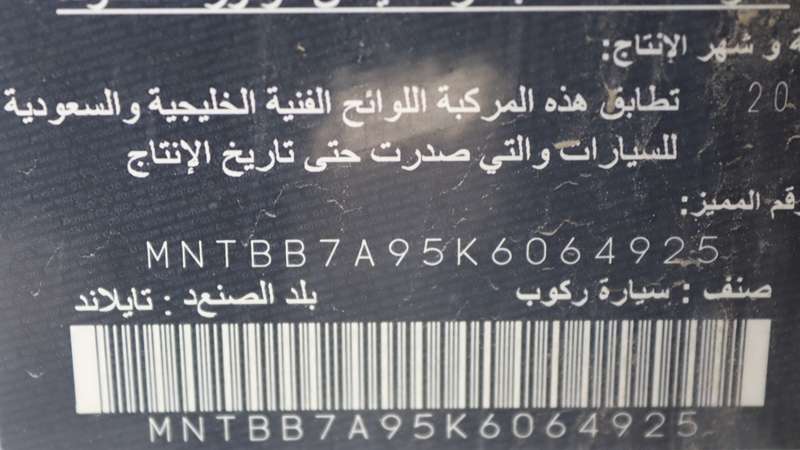 و شهر الإنتاج:
20
تطابق هذه المركبة اللوائح الفنية الخليجية والسعودية
للسيارات والتي صدرت حتى تاريخ الإنتاج
المميز:
MNTBB7A95K6064925
صنف : سيارة ركوب بلد الصنع : تايلاند
MNTBB7A95K6064925